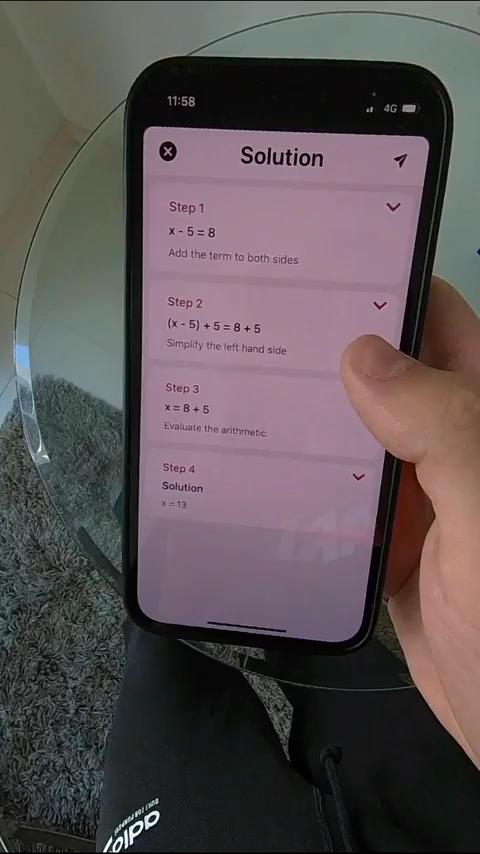 11:58
4G
Solution
Step 1
x - 5 = 8
Add the term to both sides
Step 2
(x - 5) + 5 = 8 + 5
Simplify the left hand side
Step 3
x = 8 + 5
Evaluate the arithmetic
Step 4
Solution
x = 13